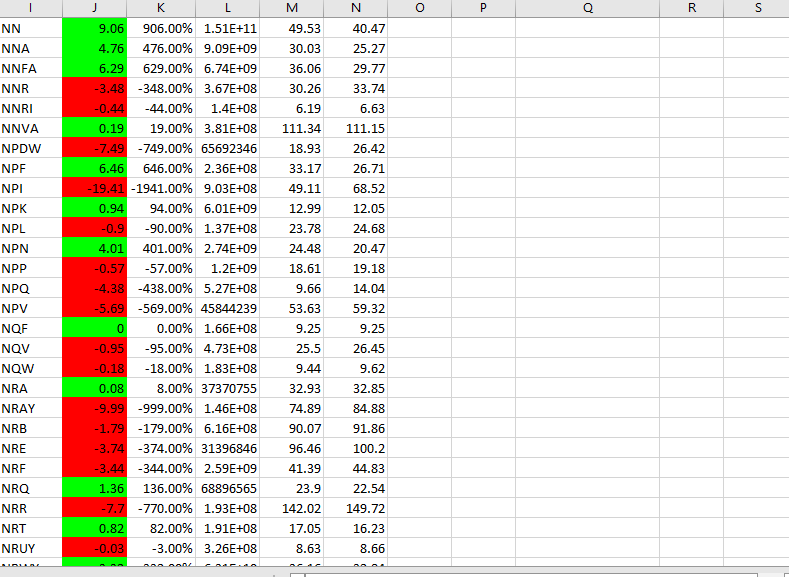 I J K L M N O P Q R S
NN 9.06 906.00% 1.51E+11 49.53 40.47
NNA 4.76 476.00% 9.09E+09 30.03 25.27
NNFA 6.29 629.00% 6.74E+09 36.06 29.77
NNR -3.48 -348.00% 3.67E+08 30.26 33.74
NNRI -0.44 -44.00% 1.4E+08 6.19 6.63
NNVA 0.19 19.00% 3.81E+08 111.34 111.15
NPDW -7.49 -749.00% 65692346 18.93 26.42
NPF 6.46 646.00% 2.36E+08 33.17 26.71
NPI -19.41 -1941.00% 9.03E+08 49.11 68.52
NPK 0.94 94.00% 6.01E+09 12.99 12.05
NPL -0.9 -90.00% 1.37E+08 23.78 24.68
NPN 4.01 401.00% 2.74E+09 24.48 20.47
NPP -0.57 -57.00% 1.2E+09 18.61 19.18
NPQ -4.38 -438.00% 5.27E+08 9.66 14.04
NPV -5.69 -569.00% 45844239 53.63 59.32
NQF 0 0.00% 1.66E+08 9.25 9.25
NQV -0.95 -95.00% 4.73E+08 25.5 26.45
NQW -0.18 -18.00% 1.83E+08 9.44 9.62
NRA 0.08 8.00% 37370755 32.93 32.85
NRAY -9.99 -999.00% 1.46E+08 74.89 84.88
NRB -1.79 -179.00% 6.16E+08 90.07 91.86
NRE -3.74 -374.00% 31396846 96.46 100.2
NRF -3.44 -344.00% 2.59E+09 41.39 44.83
NRQ 1.36 136.00% 68896565 23.9 22.54
NRR -7.7 -770.00% 1.93E+08 142.02 149.72
NRT 0.82 82.00% 1.91E+08 17.05 16.23
NRUY -0.03 -3.00% 3.26E+08 8.63 8.66